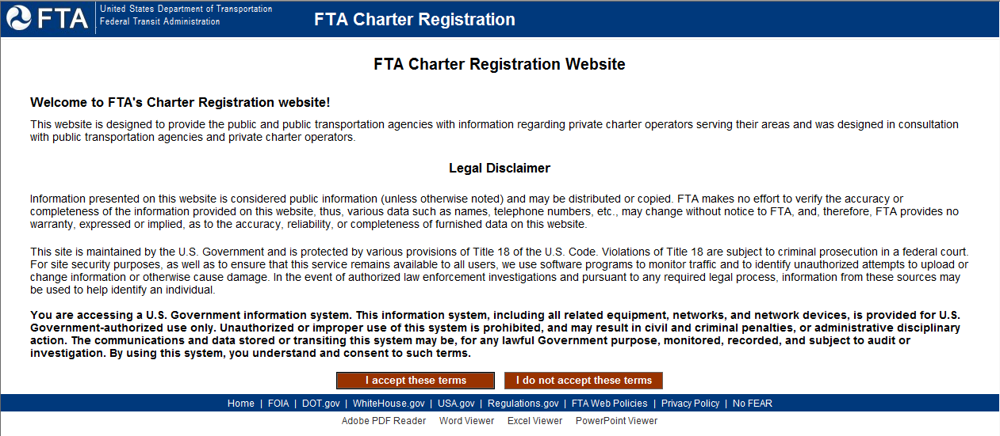 FTA
United States Department of Transportation
Federal Transit Administration
FTA Charter Registration
FTA Charter Registration Website
Welcome to FTA's Charter Registration website!
This website is designed to provide the public and public transportation agencies with information regarding private charter operators serving their areas and was designed in consultation
with public transportation agencies and private charter operators.
Legal Disclaimer
Information presented on this website is considered public information (unless otherwise noted) and may be distributed or copied. FTA makes no effort to verify the accuracy or
completeness of the information provided on this website, thus, various data such as names, telephone numbers, etc., may change without notice to FTA, and, therefore, FTA provides no
warranty, expressed or implied, as to the accuracy, reliability, or completeness of furnished data on this website.
This site is maintained by the U.S. Government and is protected by various provisions of Title 18 of the U.S. Code. Violations of Title 18 are subject to criminal prosecution in a federal court.
For site security purposes, as well as to ensure that this service remains available to all users, we use software programs to monitor traffic and to identify unauthorized attempts to upload or
change information or otherwise cause damage. In the event of authorized law enforcement investigations and pursuant to any required legal process, information from these sources may
be used to help identify an individual.
You are accessing a U.S. Government information system. This information system, including all related equipment, networks, and network devices, is provided for U.S.
Government-authorized use only. Unauthorized or improper use of this system is prohibited, and may result in civil and criminal penalties, or administrative disciplinary
action. The communications and data stored or transiting this system may be, for any lawful Government purpose, monitored, recorded, and subject to audit or
investigation. By using this system, you understand and consent to such terms.
I accept these terms I do not accept these terms
Home | FOIA | DOT.gov | WhiteHouse.gov | USA.gov | Regulations.gov | FTA Web Policies | Privacy Policy | No FEAR
Adobe PDF Reader Word Viewer Excel Viewer PowerPoint Viewer